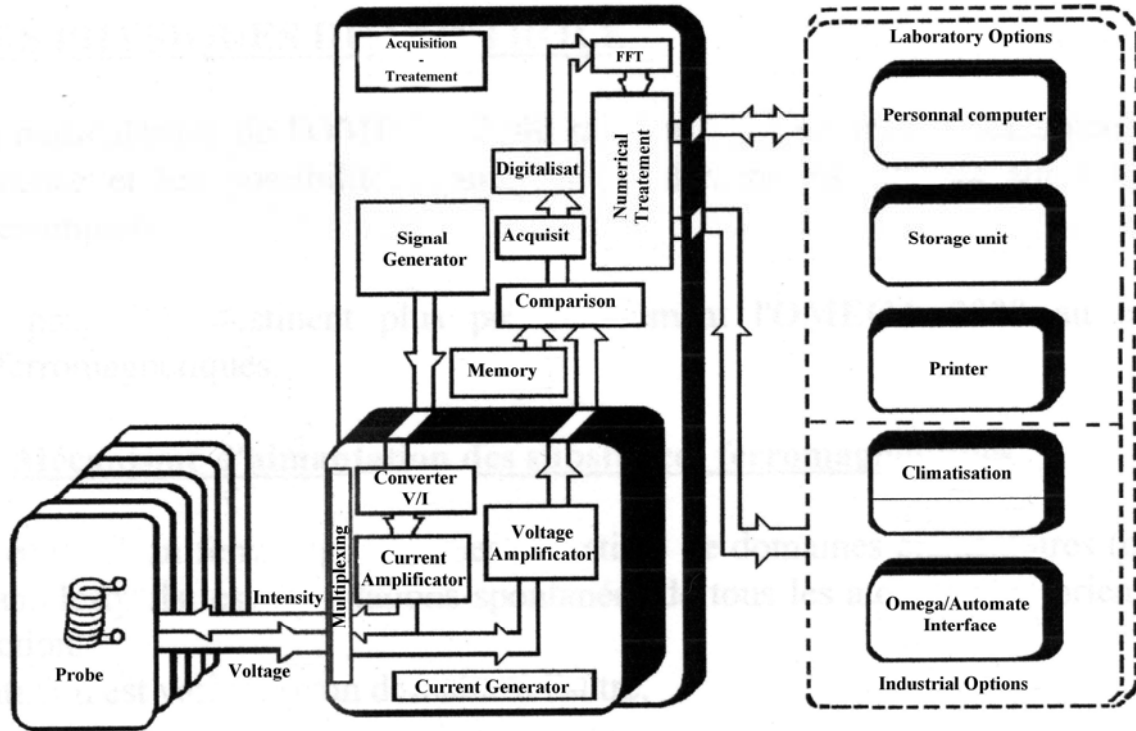 Acquisition
-
Treatement
FFT
Numerical
Treatement
Digitalisat
Acquisit
Signal
Generator
Comparison
Memory
Converter
V/I
Current
Amplificator
Voltage
Amplificator
Multiplexing
Intensity
Voltage
Probe
Current Generator
Laboratory Options
Personnal computer
Storage unit
Printer
Climatisation
Omega/Automate
Interface
Industrial Options